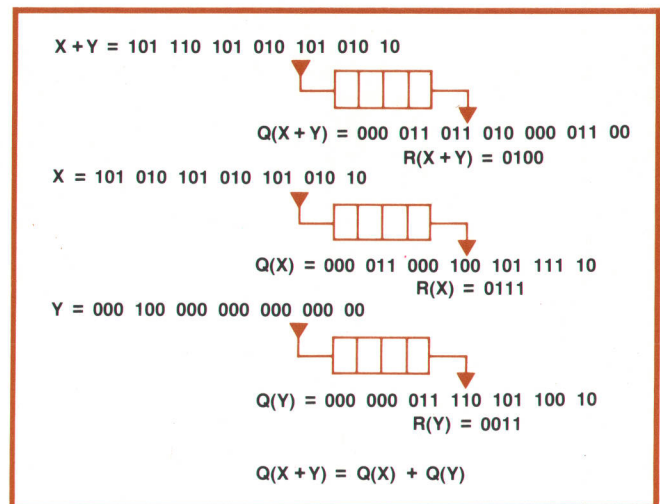 X + Y = 101 110 101 010 101 010 10
Q(X + Y) = 000 011 011 010 000 011 00
R(X + Y) = 0100
X = 101 010 101 010 101 010 10
Q(X) = 000 011 000 100 101 111 10
R(X) = 0111
Y = 000 100 000 000 000 000 00
Q(Y) = 000 000 011 110 101 100 10
R(Y) = 0011
Q(X + Y) = Q(X) + Q(Y)